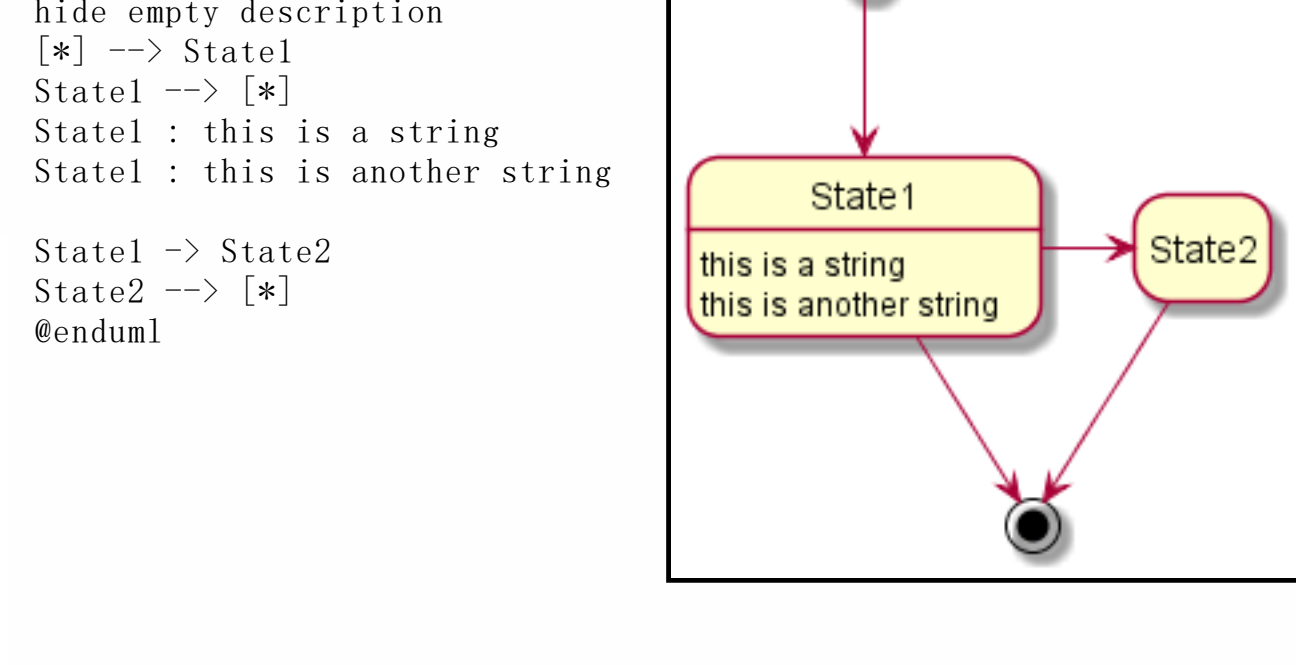 hide empty description
[*] --> State1
State1 --> [*]
State1 : this is a string
State1 : this is another string
State1 -> State2
State2 --> [*]
@enduml
State1
this is a string
this is another string
State2